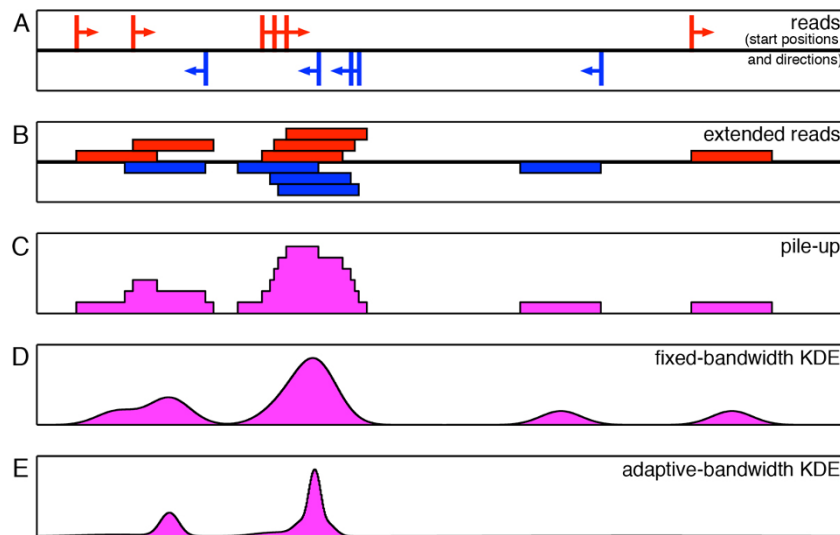 A
reads
(start positions
and directions)
B
extended reads
C
pile-up
D
fixed-bandwidth KDE
E
adaptive-bandwidth KDE